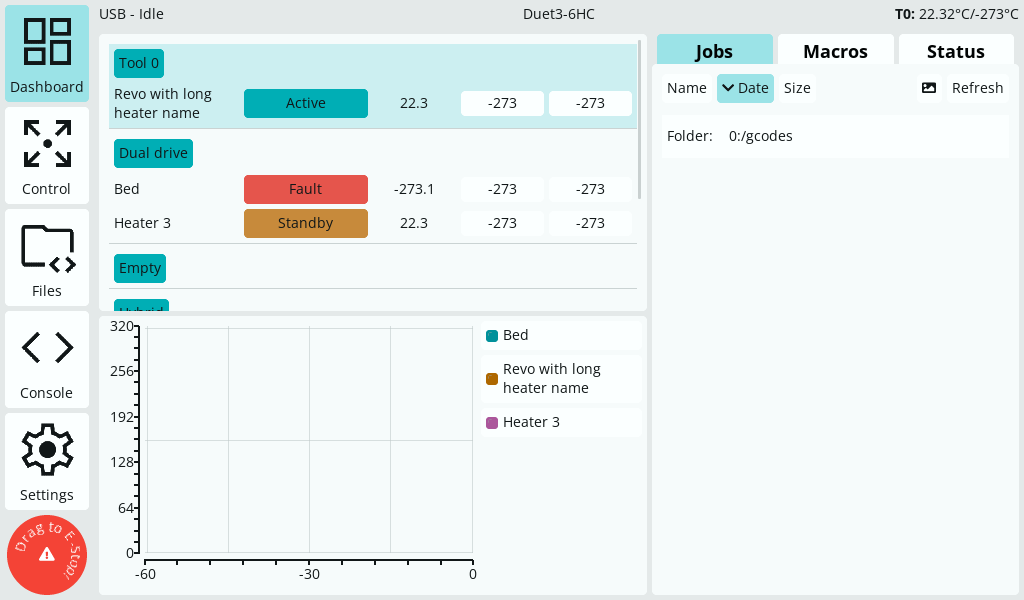 USB - Idle
Duet3-6HC
T0: 22.32°C/-273°C
Dashboard
Control
Files
Console
Settings
Drag to E-Stop!
Tool 0
Revo with long
heater name
Active
22.3
-273
-273
Dual drive
Bed
Fault
-273.1
-273
-273
Heater 3
Standby
22.3
-273
-273
Empty
Hybrid
320
256
192
128
64
0
-60
-30
0
Bed
Revo with long
heater name
Heater 3
Jobs
Macros
Status
Name
Date
Size
Refresh
Folder:
0:/gcodes